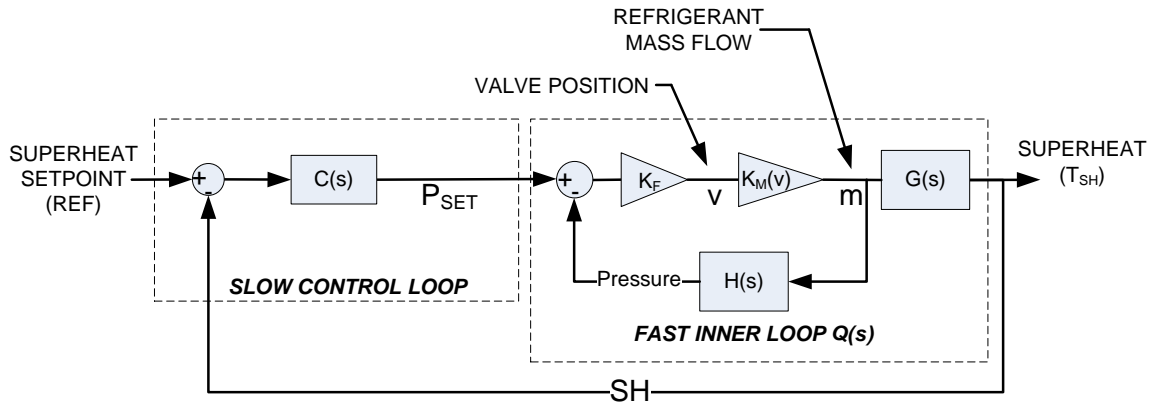 REFRIGERANT
MASS FLOW
VALVE POSITION
SUPERHEAT
SETPOINT
(REF)
+
-
C(s)
PSET
+
-
KF
v
KM(v)
m
G(s)
SUPERHEAT
(TSH)
Pressure
H(s)
SLOW CONTROL LOOP
FAST INNER LOOP Q(s)
SH